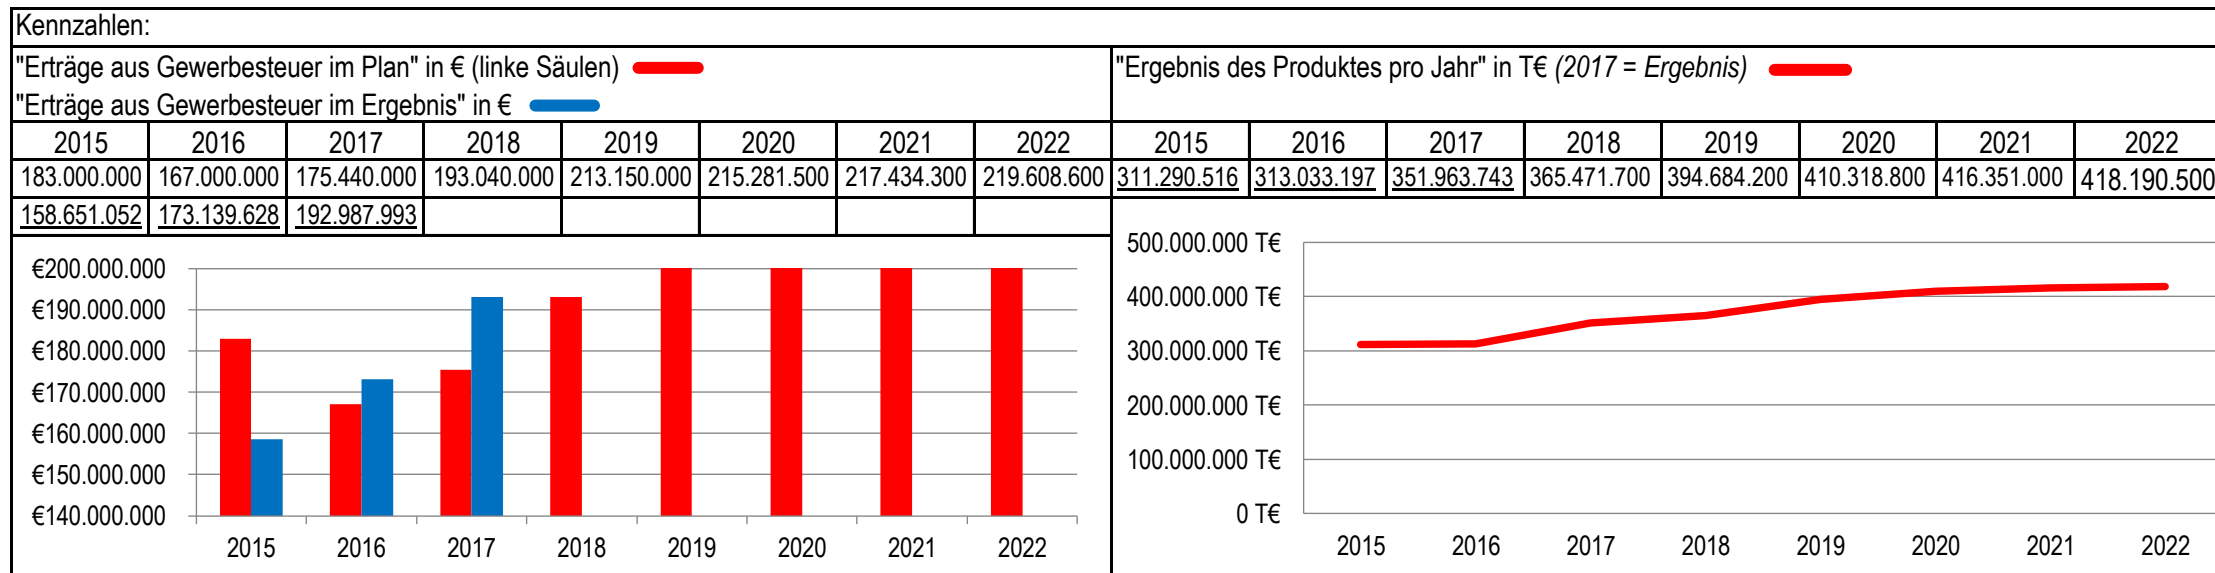 Kennzahlen:
"Erträge aus Gewerbesteuer im Plan" in € (linke Säulen)
"Erträge aus Gewerbesteuer im Ergebnis" in €
2015 2016 2017 2018 2019 2020 2021 2022
183.000.000 167.000.000 175.440.000 193.040.000 213.150.000 215.281.500 217.434.300 219.608.600
158.651.052 173.139.628 192.987.993
€200.000.000
€190.000.000
€180.000.000
€170.000.000
€160.000.000
€150.000.000
€140.000.000
2015 2016 2017 2018 2019 2020 2021 2022
"Ergebnis des Produktes pro Jahr" in T€ (2017 = Ergebnis)
2015 2016 2017 2018 2019 2020 2021 2022
311.290.516 313.033.197 351.963.743 365.471.700 394.684.200 410.318.800 416.351.000 418.190.500
500.000.000 T€
400.000.000 T€
300.000.000 T€
200.000.000 T€
100.000.000 T€
0 T€
2015 2016 2017 2018 2019 2020 2021 2022